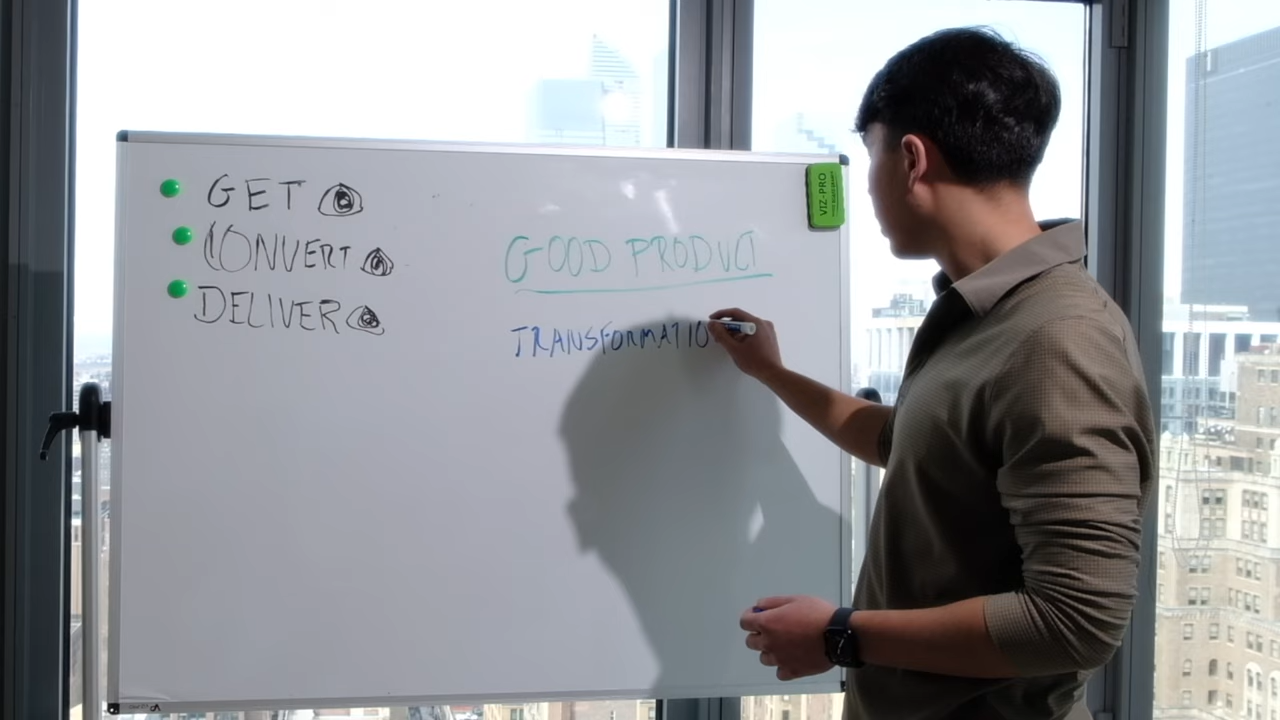 GET
CONVERT
DELIVER
GOOD PRODUCT
TRANSFORMATIO
VIZ-PRO